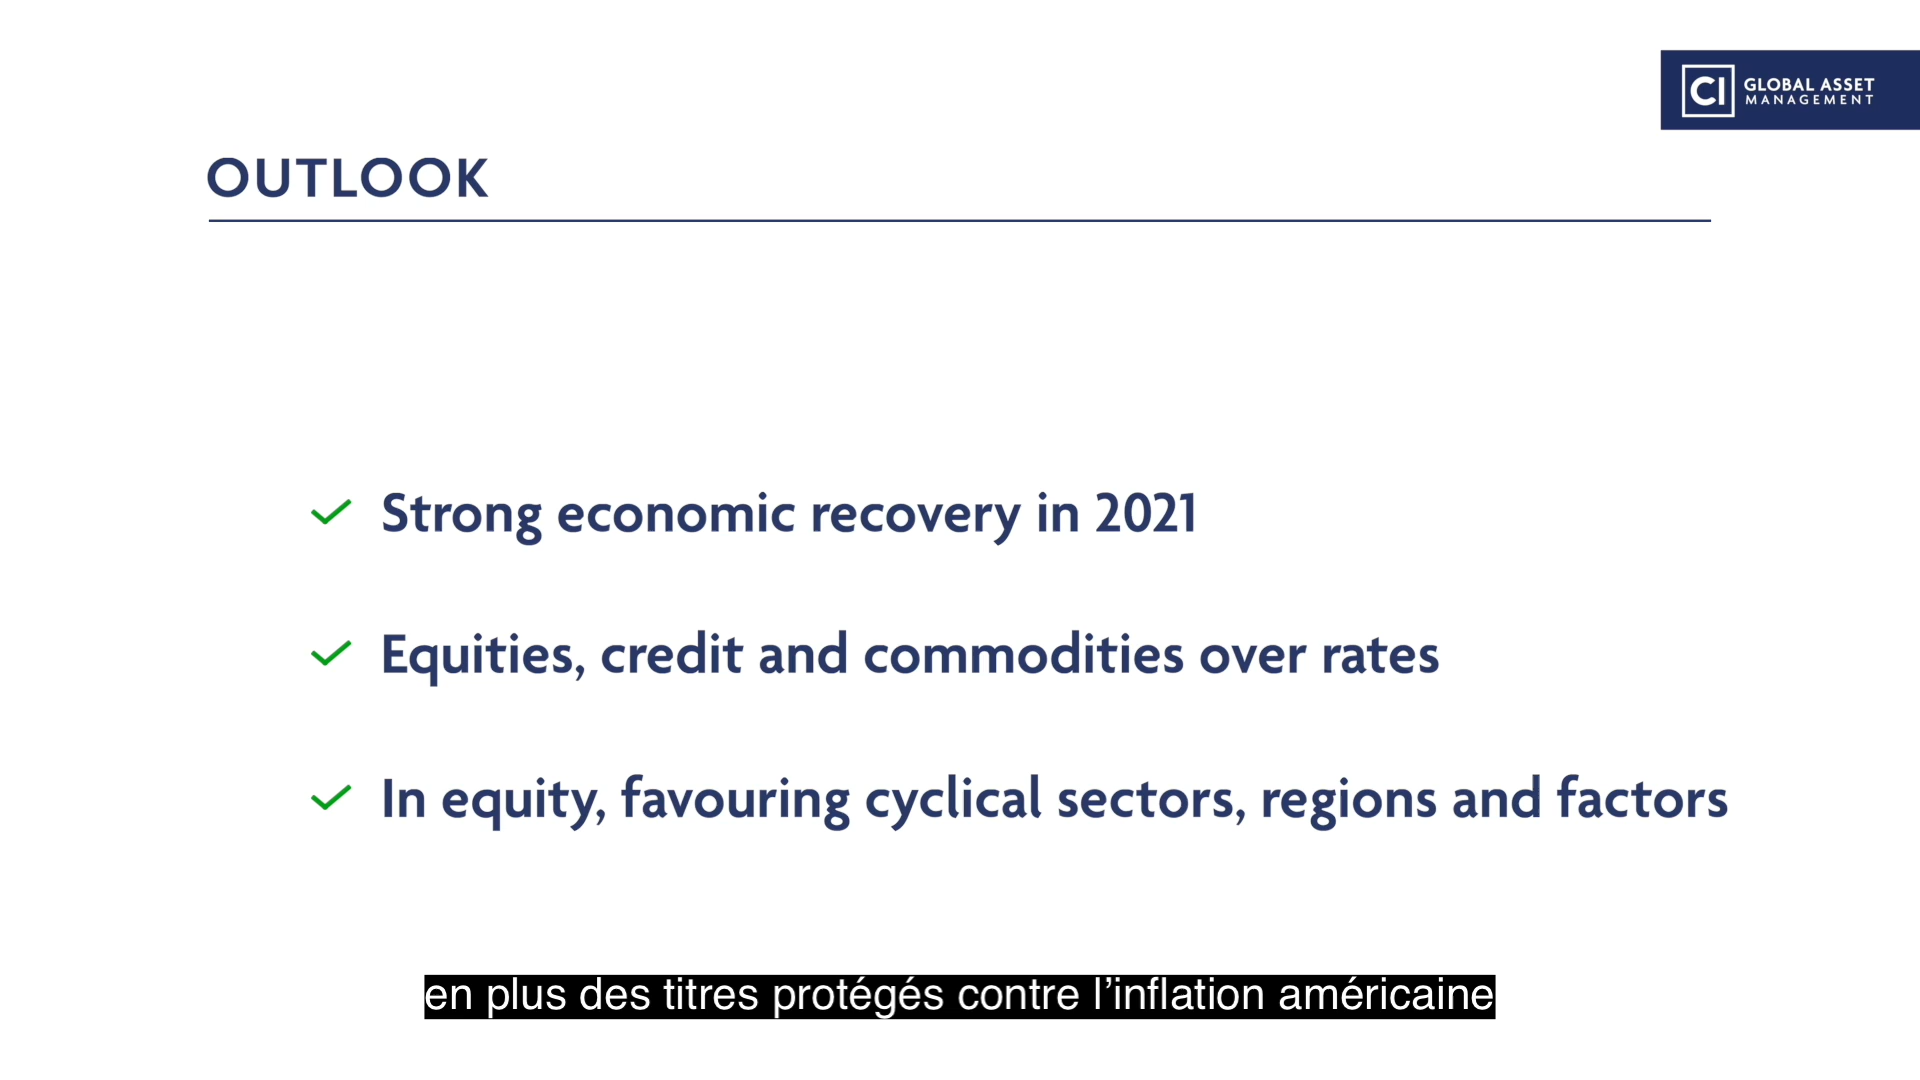 CI GLOBAL ASSET
MANAGEMENT
OUTLOOK
Strong economic recovery in 2021
Equities, credit and commodities over rates
In equity, favouring cyclical sectors, regions and factors
en plus des titres protégés contre l’inflation américaine